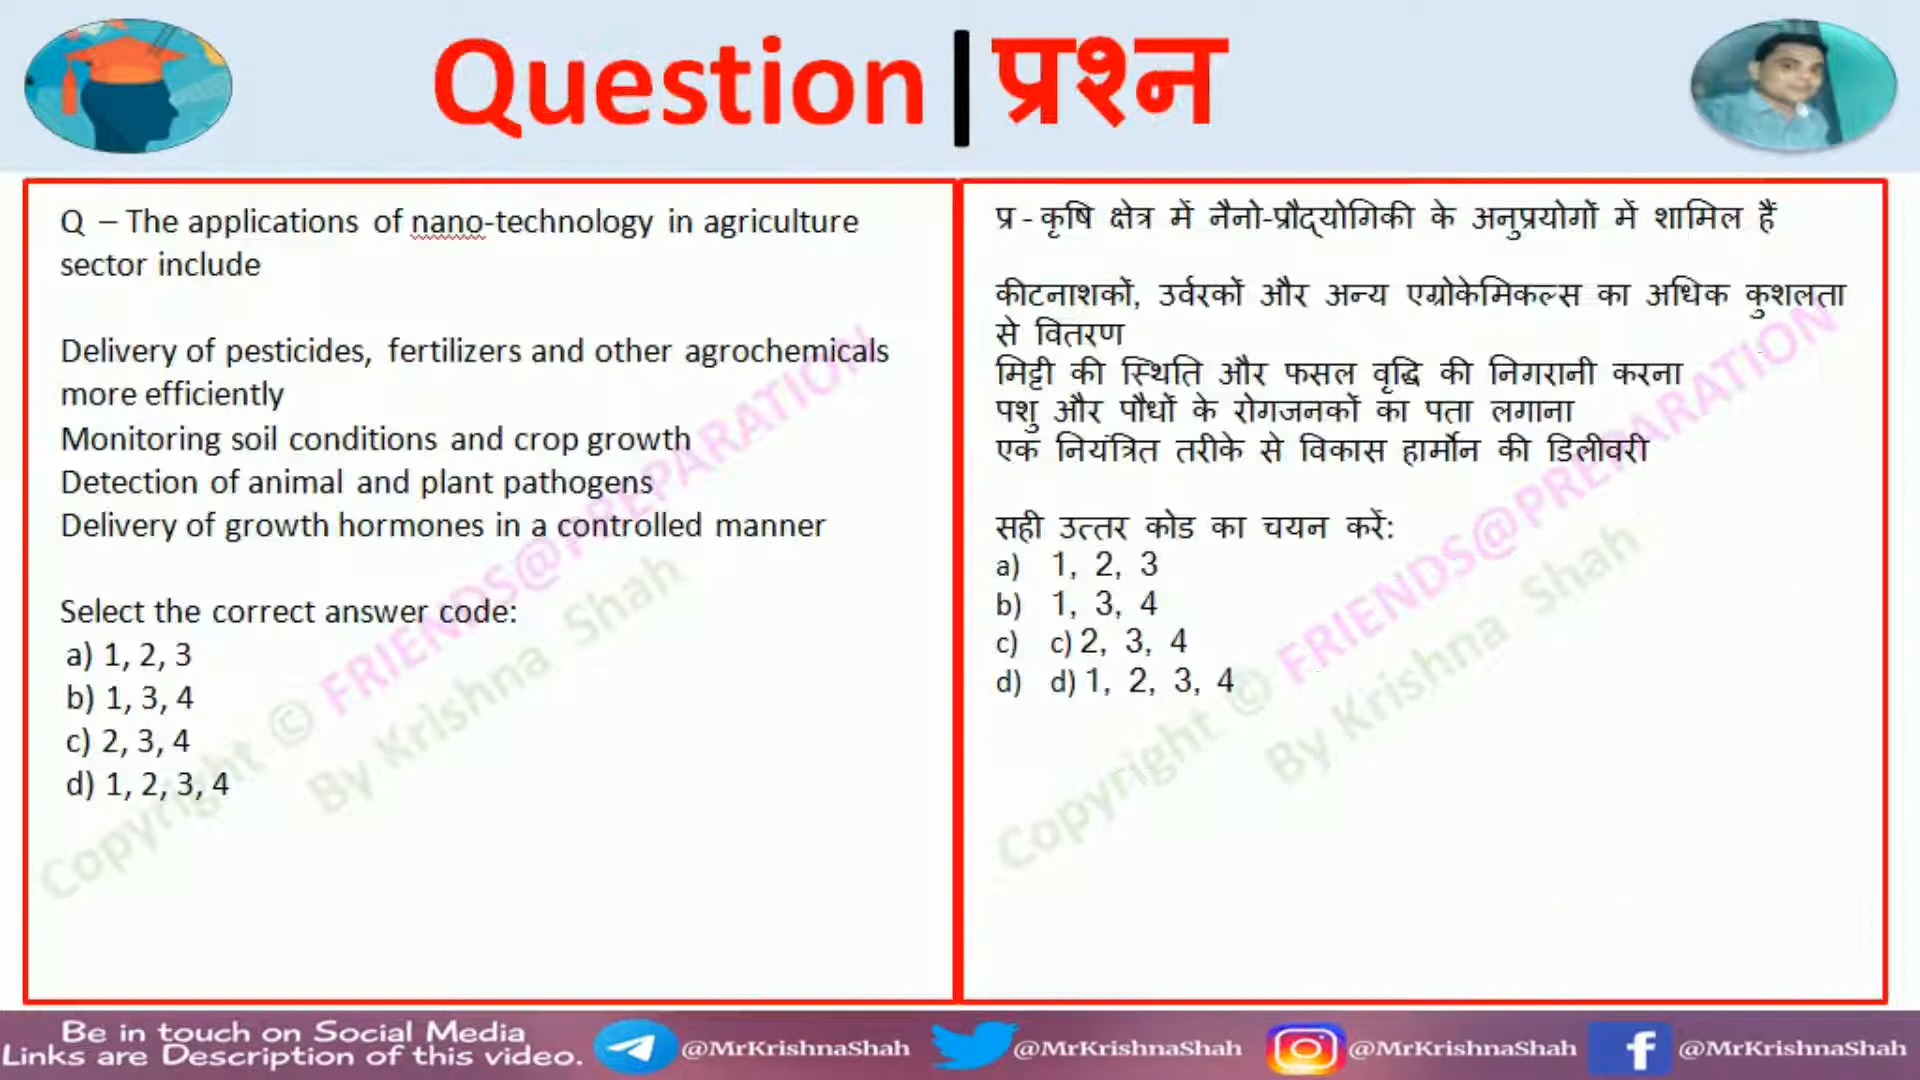 Question|प्रश्न
Q – The applications of nano-technology in agriculture
sector include
Delivery of pesticides, fertilizers and other agrochemicals
more efficiently
Monitoring soil conditions and crop growth
Detection of animal and plant pathogens
Delivery of growth hormones in a controlled manner
Select the correct answer code:
a) 1, 2, 3
b) 1, 3, 4
c) 2, 3, 4
d) 1, 2, 3, 4
Copyright © FRIENDS@PREPARATION
By Krishna Shah
प्र - कृषि क्षेत्र में नैनो-प्रौद्योगिकी के अनुप्रयोगों में शामिल हैं
कीटनाशकों, उर्वरकों और अन्य एग्रोकेमिकल्स का अधिक कुशलता
से वितरण
मिट्टी की स्थिति और फसल वृद्धि की निगरानी करना
पशु और पौधों के रोगजनकों का पता लगाना
एक नियंत्रित तरीके से विकास हार्मोन की डिलीवरी
सही उत्तर कोड का चयन करें:
a) 1, 2, 3
b) 1, 3, 4
c) c) 2, 3, 4
d) d) 1, 2, 3, 4
Copyright © FRIENDS@PREPARATION
By Krishna Shah
Be in touch on Social Media
Links are Description of this video.
@MrKrishnaShah
@MrKrishnaShah
@MrKrishnaShah
@MrKrishnaShah